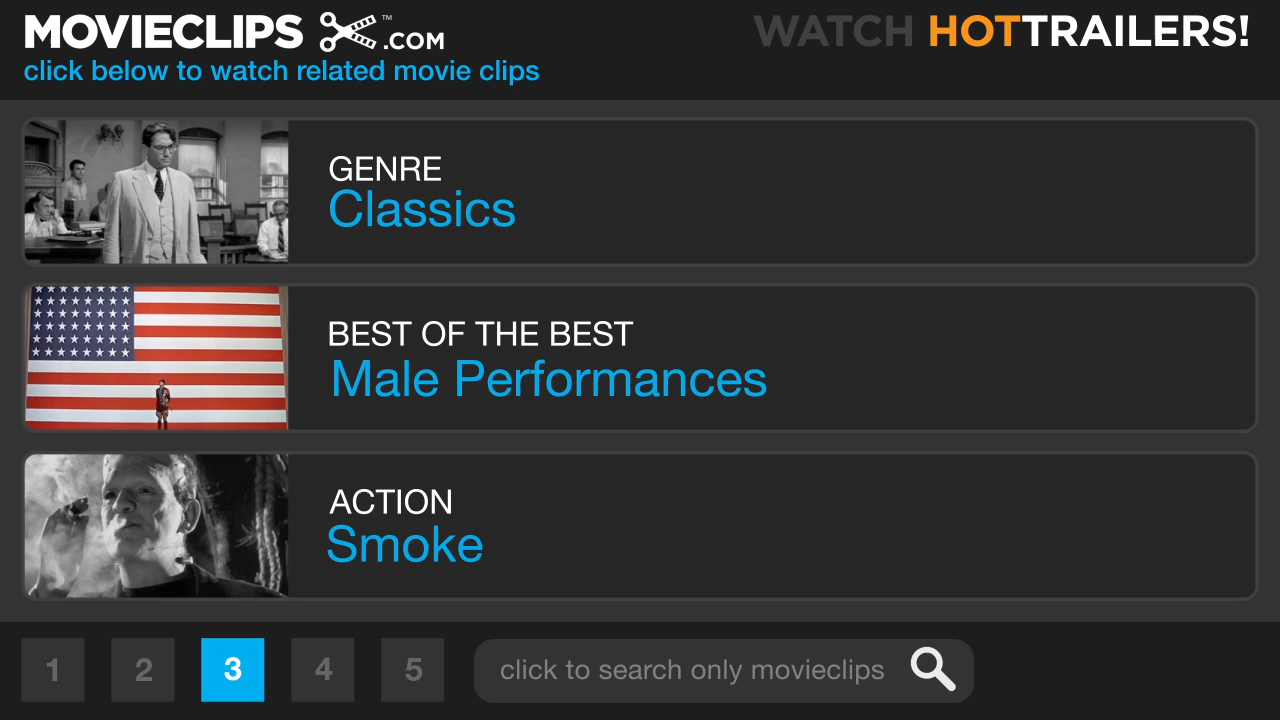 MOVIECLIPS ™ .COM
WATCH HOTTRAILERS!
click below to watch related movie clips
GENRE
Classics
BEST OF THE BEST
Male Performances
ACTION
Smoke
1 2 3 4 5 click to search only movieclips